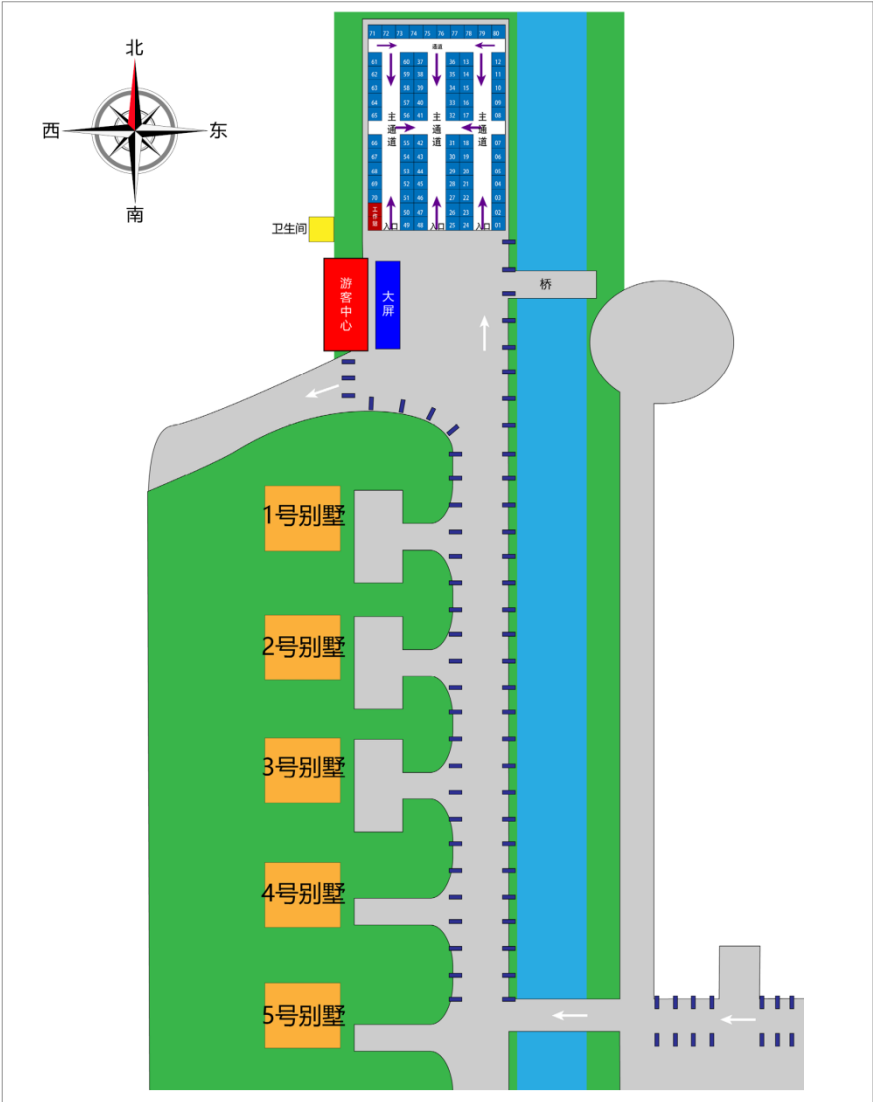 北
西
东
南
71 72 73 74 75 76 77 78 79 80
通道
61 60 37 36 13 12
62 59 38 35 14 11
63 58 39 34 15 10
64 57 40 33 16 09
65 56 41 32 17 08
主通道 主通道 主通道
66 55 42 31 18 07
67 54 43 30 19 06
68 53 44 29 20 05
69 52 45 28 21 04
70 51 46 27 22 03
工作部 50 47 26 23 02
入口 49 48 入口 25 24 入口 01
卫生间
游客中心
大屏
桥
1号别墅
2号别墅
3号别墅
4号别墅
5号别墅